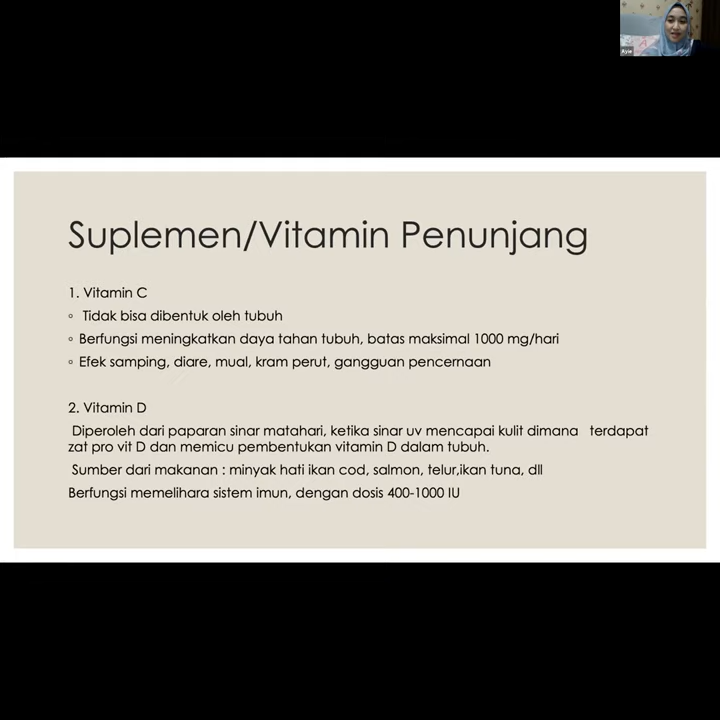 Ayie
Suplemen/Vitamin Penunjang
1. Vitamin C
◦ Tidak bisa dibentuk oleh tubuh
◦ Berfungsi meningkatkan daya tahan tubuh, batas maksimal 1000 mg/hari
◦ Efek samping, diare, mual, kram perut, gangguan pencernaan
2. Vitamin D
Diperoleh dari paparan sinar matahari, ketika sinar uv mencapai kulit dimana terdapat
zat pro vit D dan memicu pembentukan vitamin D dalam tubuh.
Sumber dari makanan : minyak hati ikan cod, salmon, telur,ikan tuna, dll
Berfungsi memelihara sistem imun, dengan dosis 400-1000 IU